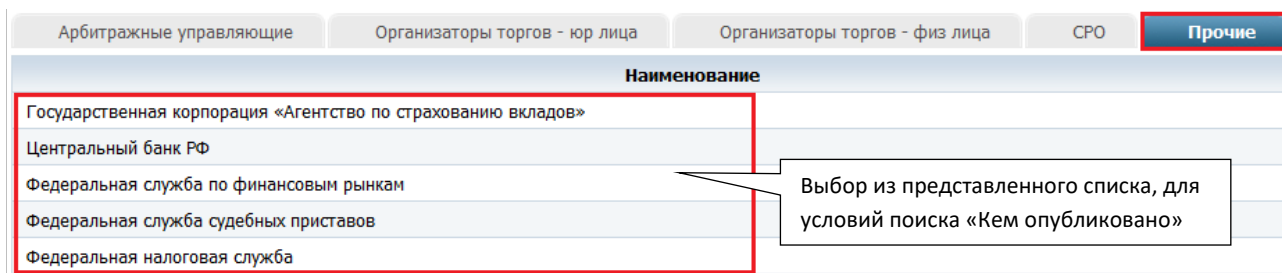 Арбитражные управляющие Организаторы торгов - юр лица Организаторы торгов - физ лица СРО Прочие
Наименование
Государственная корпорация «Агентство по страхованию вкладов»
Центральный банк РФ
Федеральная служба по финансовым рынкам
Федеральная служба судебных приставов
Федеральная налоговая служба
Выбор из представленного списка, для
условий поиска «Кем опубликовано»